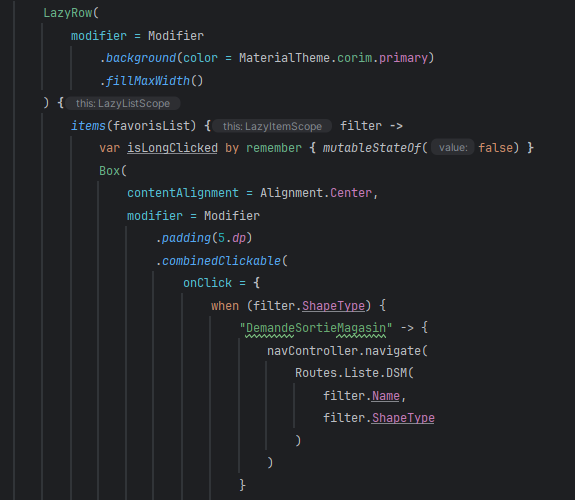 LazyRow(
modifier = Modifier
.background(color = MaterialTheme.corim.primary)
.fillMaxWidth()
) { this: LazyListScope
items(favorisList) { this: LazyItemScope filter ->
var isLongClicked by remember { mutableStateOf( value: false) }
Box(
contentAlignment = Alignment.Center,
modifier = Modifier
.padding(5.dp)
.combinedClickable(
onClick = {
when (filter.ShapeType) {
"DemandeSortieMagasin" -> {
navController.navigate(
Routes.Liste.DSM(
filter.Name,
filter.ShapeType
)
)
}